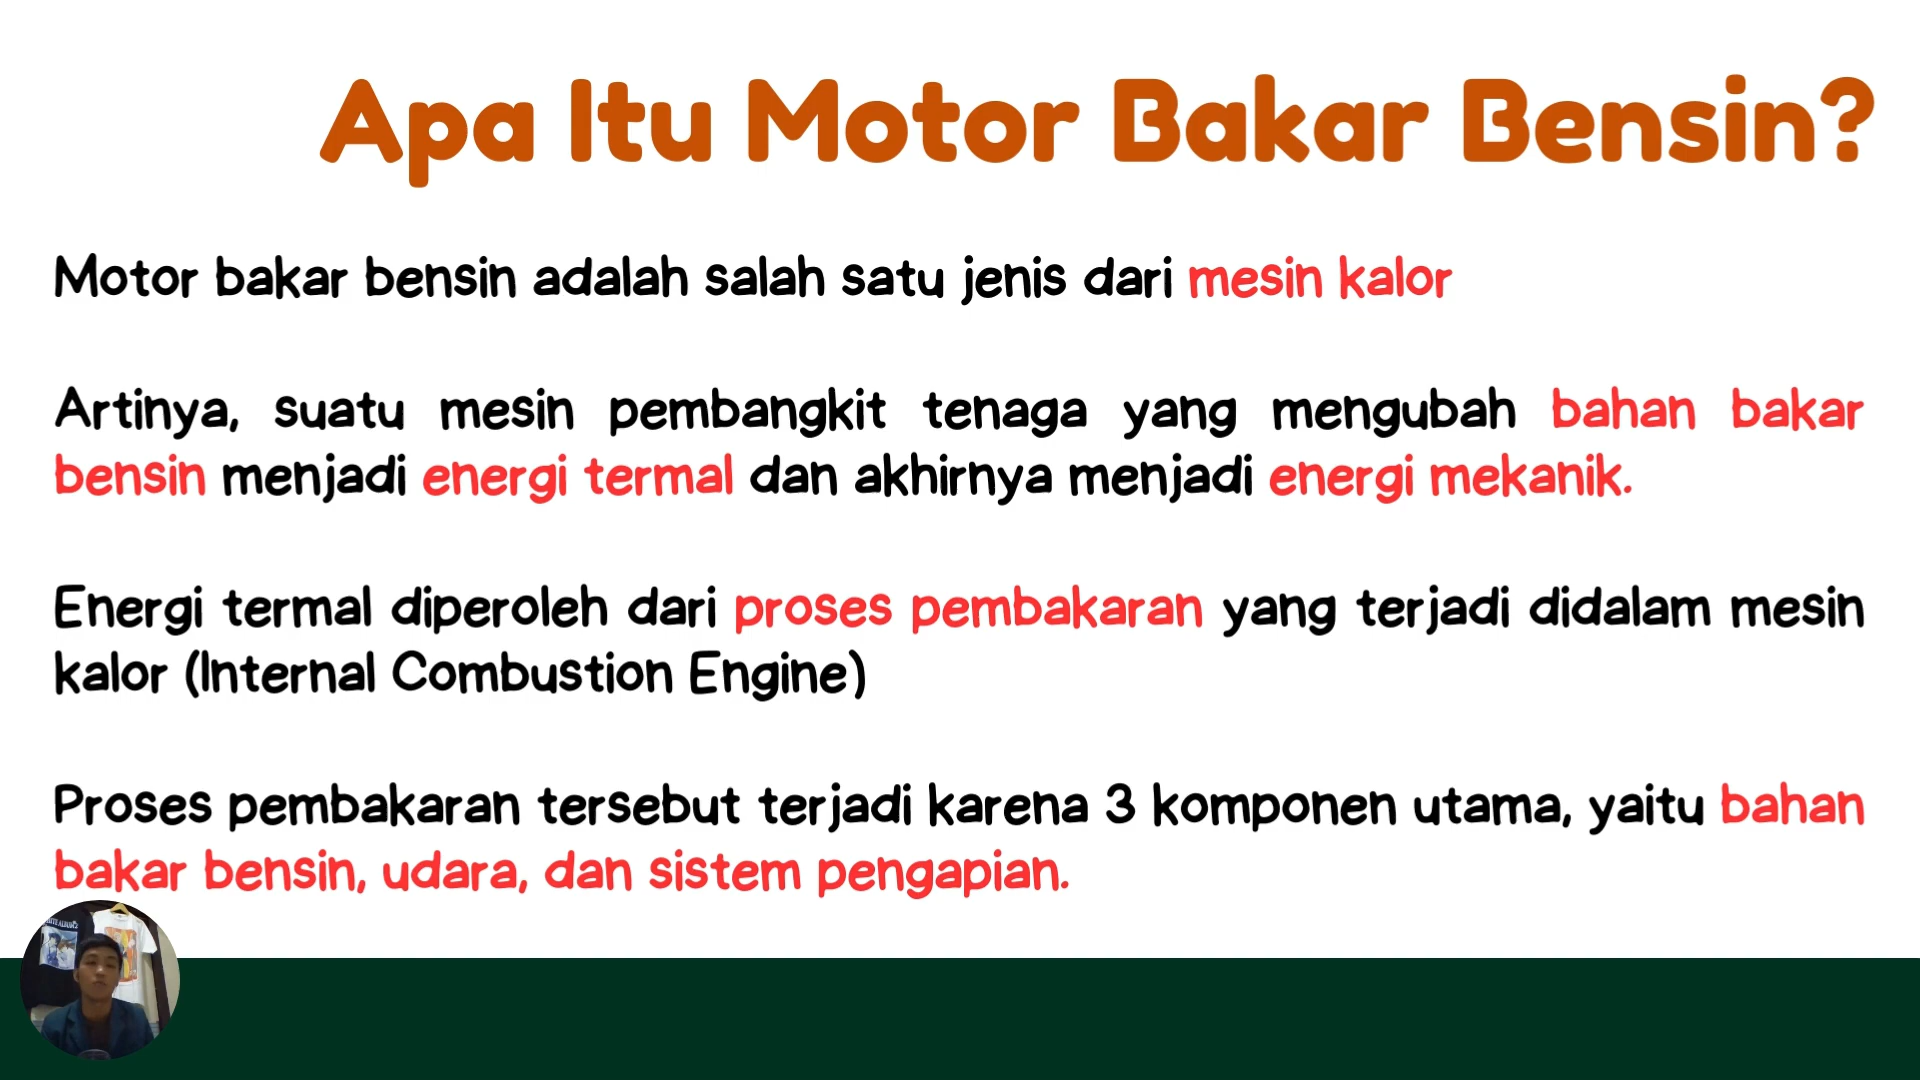 Apa Itu Motor Bakar Bensin?
Motor bakar bensin adalah salah satu jenis dari mesin kalor
Artinya, suatu mesin pembangkit tenaga yang mengubah bahan bakar
bensin menjadi energi termal dan akhirnya menjadi energi mekanik.
Energi termal diperoleh dari proses pembakaran yang terjadi didalam mesin
kalor (Internal Combustion Engine)
Proses pembakaran tersebut terjadi karena 3 komponen utama, yaitu bahan
bakar bensin, udara, dan sistem pengapian.